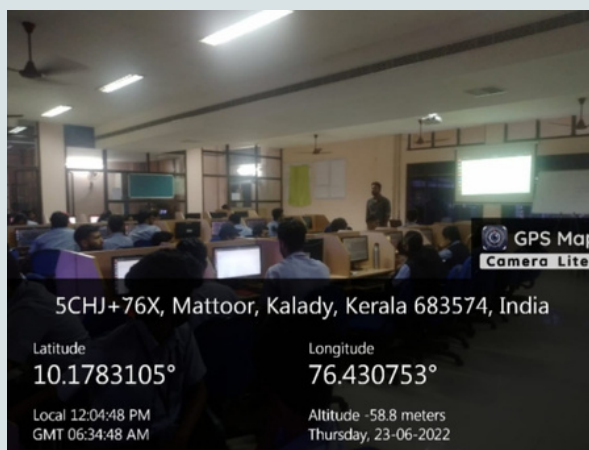 GPS Map
Camera Lite
5CHJ+76X, Mattoor, Kalady, Kerala 683574, India
Latitude
10.1783105°
Longitude
76.430753°
Local 12:04:48 PM
GMT 06:34:48 AM
Altitude -58.8 meters
Thursday, 23-06-2022